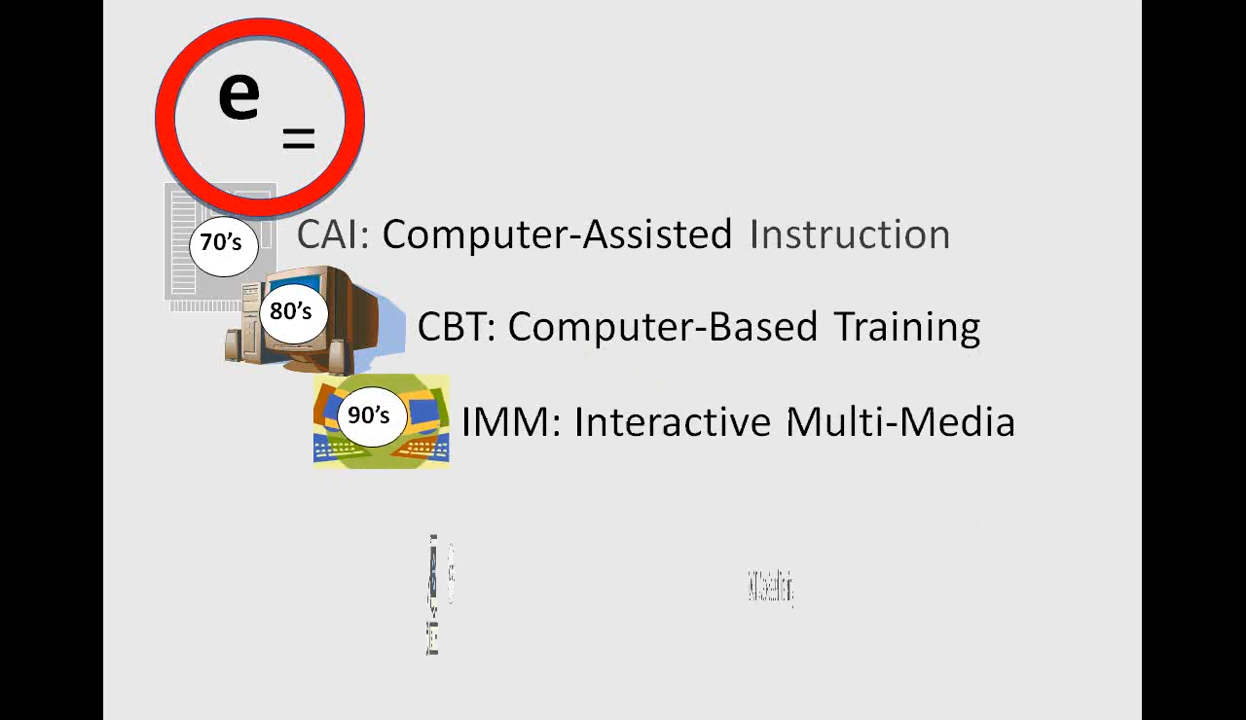 e =
70's CAI: Computer-Assisted Instruction
80's CBT: Computer-Based Training
90's IMM: Interactive Multi-Media